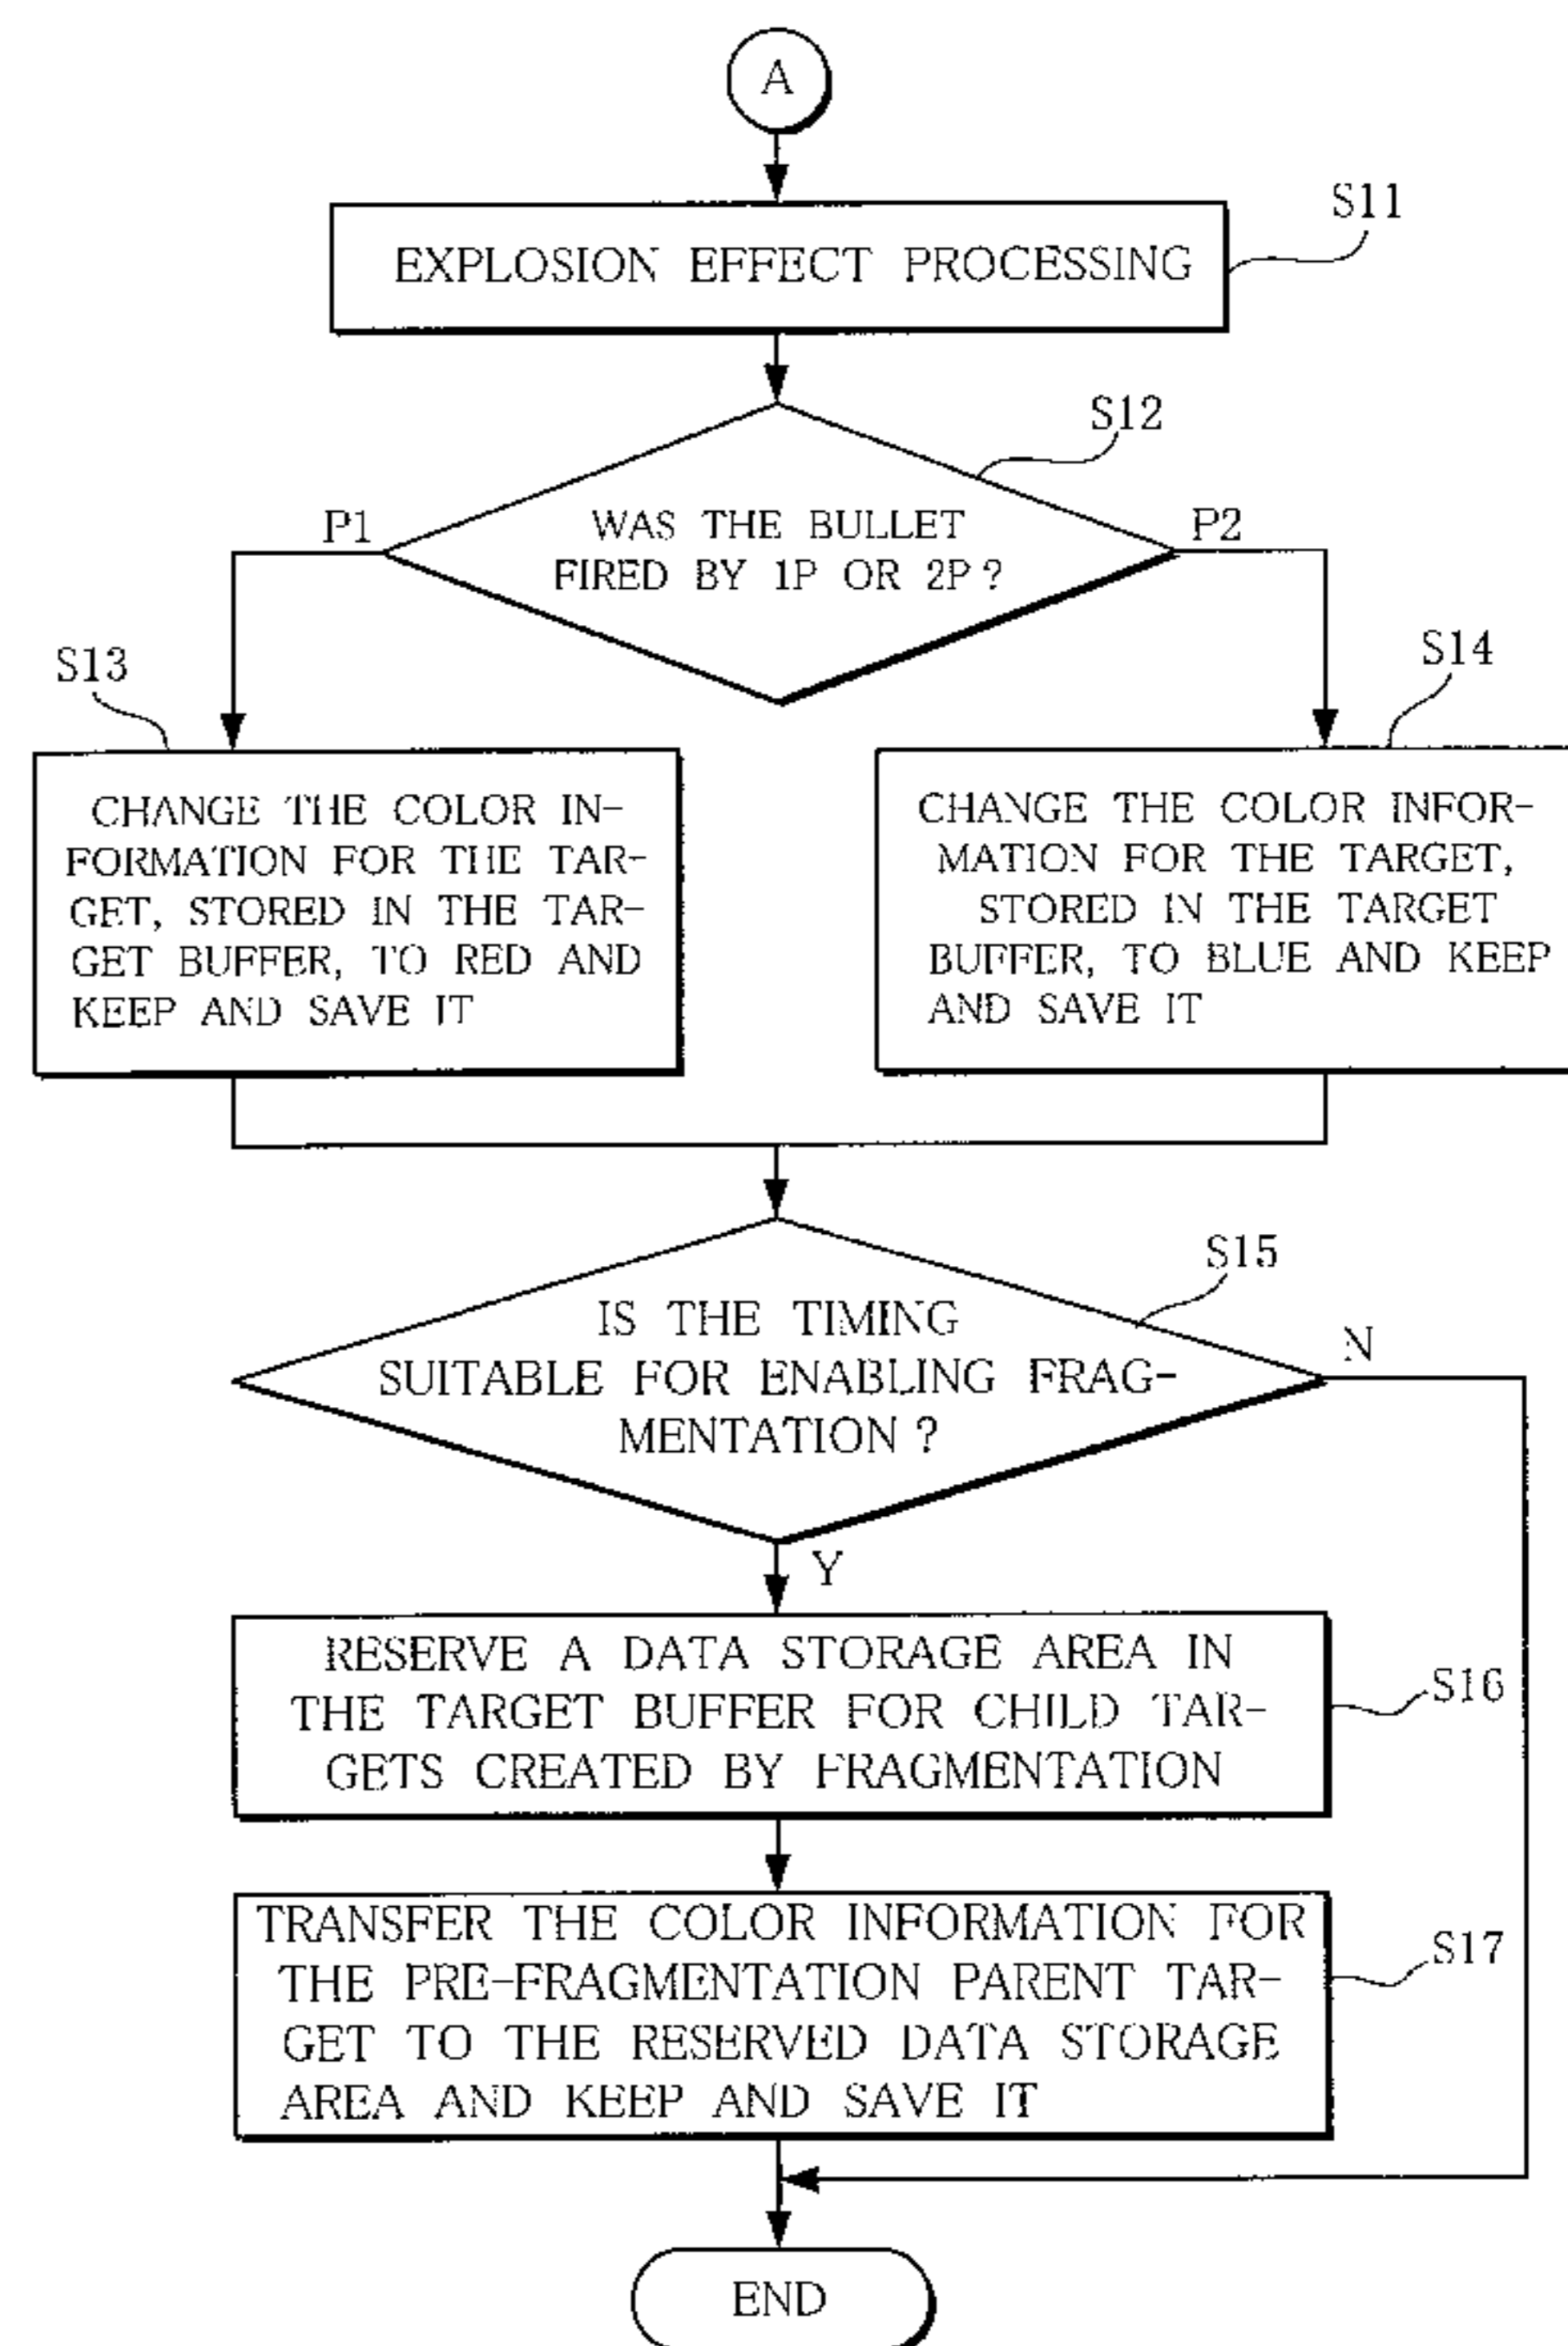 A
S11
EXPLOSION EFFECT PROCESSING
S12
P1
P2
WAS THE BULLET
FIRED BY 1P OR 2P?
S13
S14
CHANGE THE COLOR IN-
FORMATION FOR THE TAR-
GET, STORED IN THE TAR-
GET BUFFER, TO RED AND
KEEP AND SAVE IT
CHANGE THE COLOR INFOR-
MATION FOR THE TARGET,
STORED IN THE TARGET
BUFFER, TO BLUE AND KEEP
AND SAVE IT
S15
IS THE TIMING
SUITABLE FOR ENABLING FRAG-
MENTATION?
N
Y
RESERVE A DATA STORAGE AREA IN
THE TARGET BUFFER FOR CHILD TAR-
GETS CREATED BY FRAGMENTATION
S16
TRANSFER THE COLOR INFORMATION FOR
THE PRE-FRAGMENTATION PARENT TAR-
GET TO THE RESERVED DATA STORAGE
AREA AND KEEP AND SAVE IT
S17
END